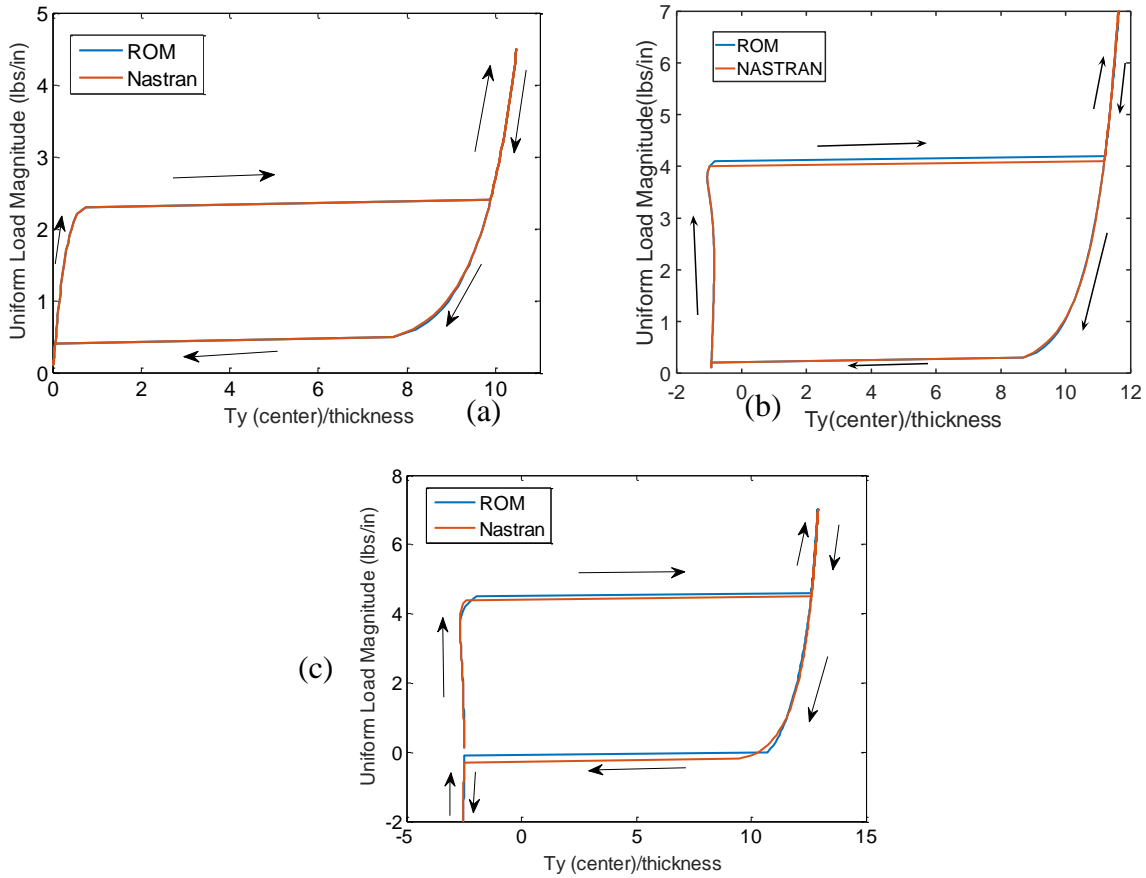 5
4
3
2
1
0
0
2
4
6
8
10
Uniform Load Magnitude (lbs/in)
Ty (center)/thickness
ROM
Nastran
(a)
7
6
5
4
3
2
1
0
-2
0
2
4
6
8
10
12
Uniform Load Magnitude(lbs/in)
Ty(center)/thickness
ROM
NASTRAN
(b)
8
6
4
2
0
-2
-5
0
5
10
15
Uniform Load Magnitude (lbs/in)
Ty (center)/thickness
ROM
Nastran
(c)